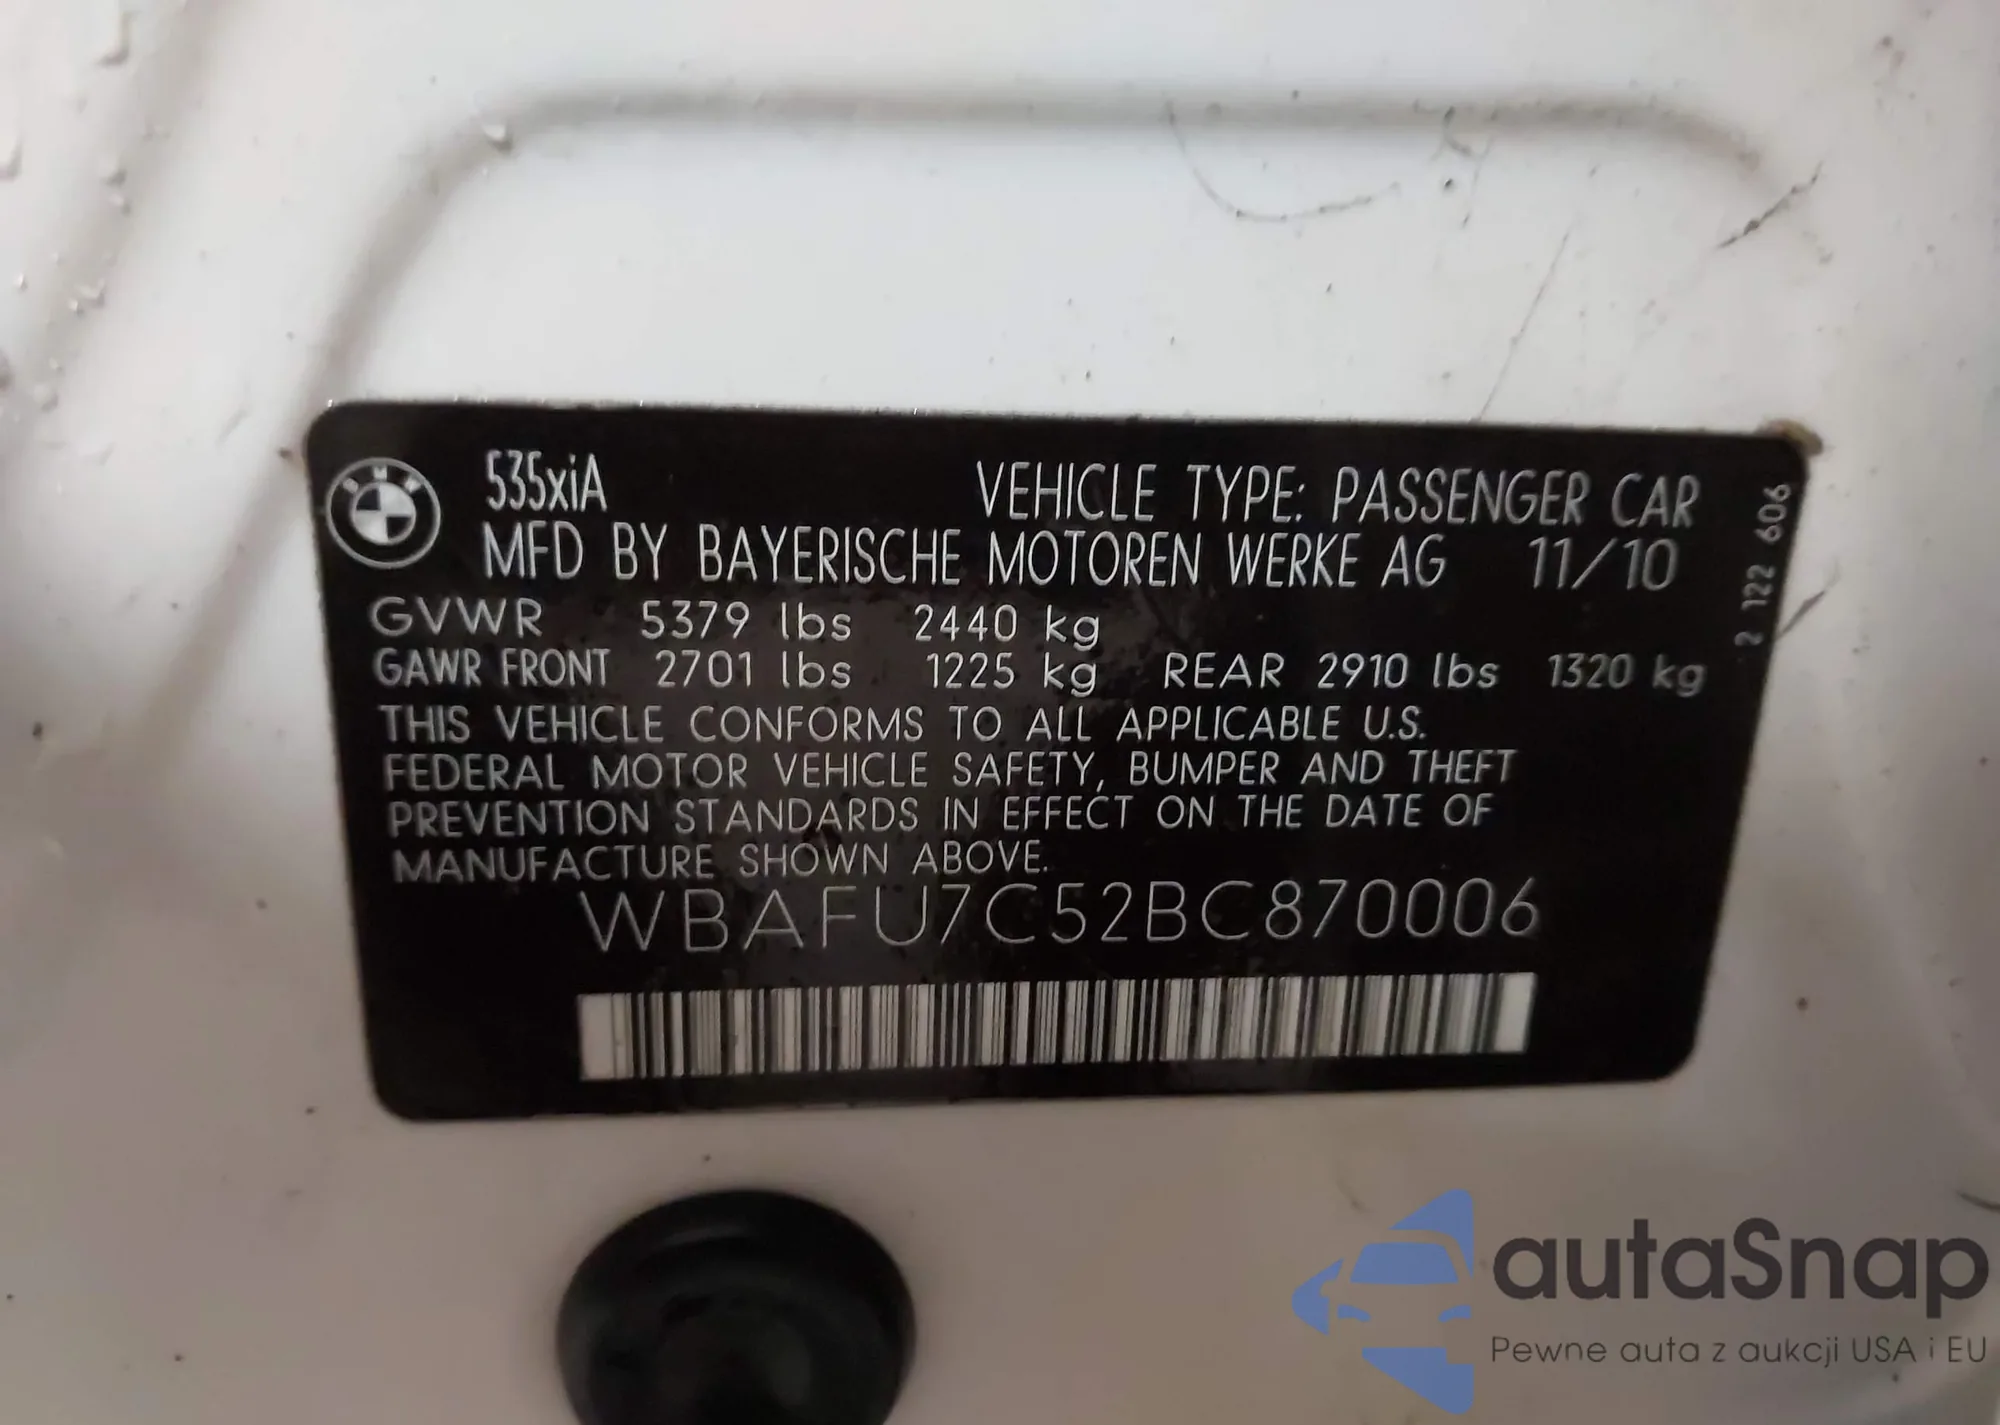 BMW
535xiA VEHICLE TYPE: PASSENGER CAR
MFD BY BAYERISCHE MOTOREN WERKE AG 11/10
GVWR 5379 lbs 2440 kg
GAWR FRONT 2701 lbs 1225 kg REAR 2910 lbs 1320 kg
THIS VEHICLE CONFORMS TO ALL APPLICABLE U.S.
FEDERAL MOTOR VEHICLE SAFETY, BUMPER AND THEFT
PREVENTION STANDARDS IN EFFECT ON THE DATE OF
MANUFACTURE SHOWN ABOVE.
WBAFU7C52BC870006
2 122 606
autaSnap
Pewne auta z aukcji USA i EU